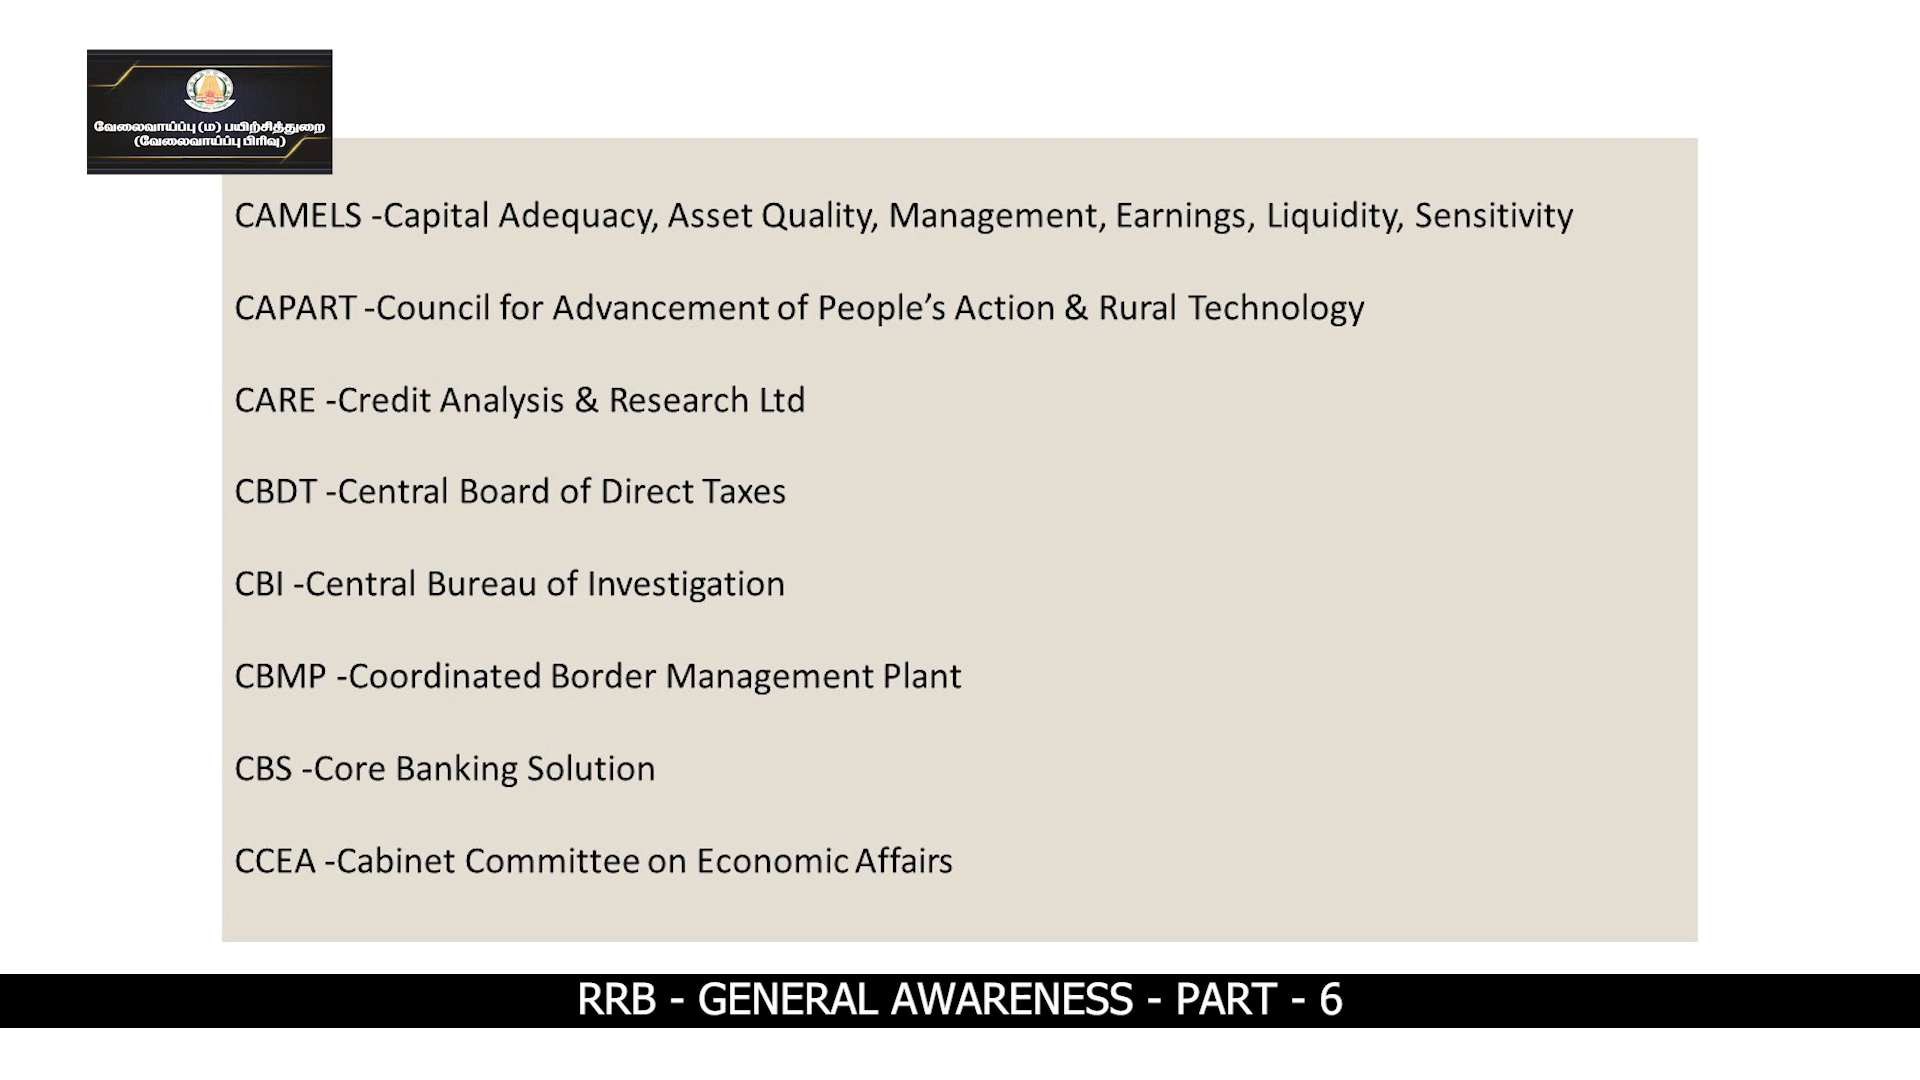 வேலைவாய்ப்பு (ம) பயிற்சித்துறை
(வேலைவாய்ப்பு பிரிவு)
CAMELS -Capital Adequacy, Asset Quality, Management, Earnings, Liquidity, Sensitivity
CAPART -Council for Advancement of People’s Action & Rural Technology
CARE -Credit Analysis & Research Ltd
CBDT -Central Board of Direct Taxes
CBI -Central Bureau of Investigation
CBMP -Coordinated Border Management Plant
CBS -Core Banking Solution
CCEA -Cabinet Committee on Economic Affairs
RRB - GENERAL AWARENESS - PART - 6